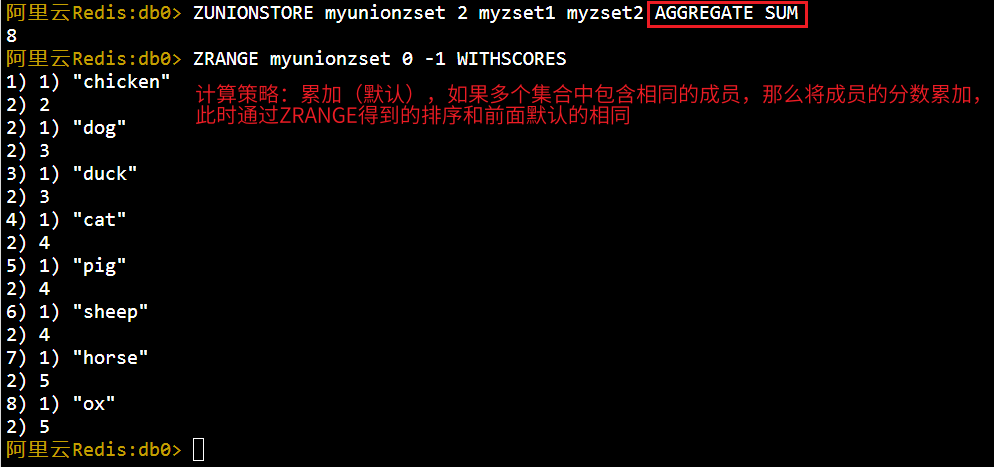 阿里云Redis:db0> ZUNIONSTORE myunionzset 2 myzset1 myzset2 AGGREGATE SUM
8
阿里云Redis:db0> ZRANGE myunionzset 0 -1 WITHSCORES
1) 1) "chicken"
计算策略：累加（默认），如果多个集合中包含相同的成员，那么将成员的分数累加，
2) 2
此时通过ZRANGE得到的排序和前面默认的相同
2) 1) "dog"
2) 3
3) 1) "duck"
2) 3
4) 1) "cat"
2) 4
5) 1) "pig"
2) 4
6) 1) "sheep"
2) 4
7) 1) "horse"
2) 5
8) 1) "ox"
2) 5
阿里云Redis:db0>